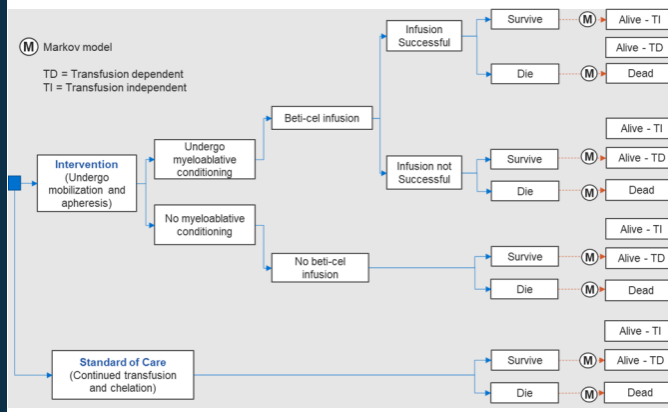 M Markov model
TD = Transfusion dependent
TI = Transfusion independent
Intervention
(Undergo
mobilization and
apheresis)
Undergo
myeloablative
conditioning
No myeloablative
conditioning
Beti-cel infusion
No beti-cel
infusion
Infusion
Successful
Infusion not
Successful
Survive M Alive - TI
Alive - TD
Die M Dead
Alive - TI
Survive M Alive - TD
Die M Dead
Alive - TI
Survive M Alive - TD
Die M Dead
Standard of Care
(Continued transfusion
and chelation)
Alive - TI
Survive M Alive - TD
Die M Dead